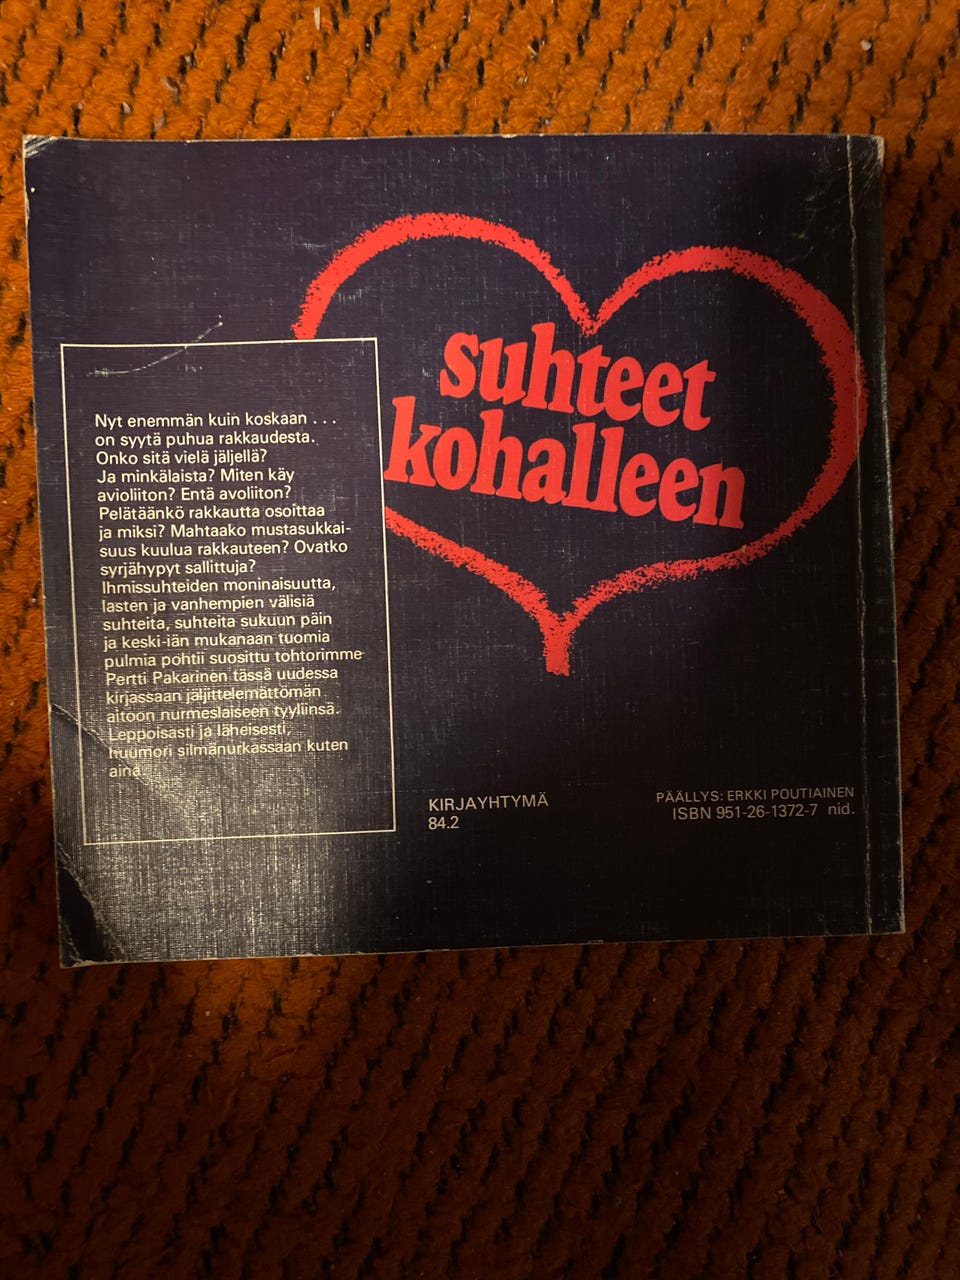 suhteet
kohalleen
Nyt enemmän kuin koskaan . . .
on syytä puhua rakkaudesta.
Onko sitä vielä jäljellä?
Ja minkälaista? Miten käy
avioliiton? Entä avoliiton?
Pelätäänkö rakkautta osoittaa
ja miksi? Mahtaako mustasukkai-
suus kuulua rakkauteen? Ovatko
syrjähypyt sallittuja?
Ihmissuhteiden moninaisuutta,
lasten ja vanhempien välisiä
suhteita, suhteita sukuun päin
ja keski-iän mukanaan tuomia
pulmia pohtii suosittu tohtorimme
Pertti Pakarinen tässä uudessa
kirjassaan jäljittelemättömän
aitoon nurmeslaiseen tyyliinsä.
Leppoisasti ja läheisesti,
huumori silmänurkassaan kuten
aina.
KIRJAYHTYMÄ
84.2
PÄÄLLYS: ERKKI POUTIAINEN
ISBN 951-26-1372-7 nid.